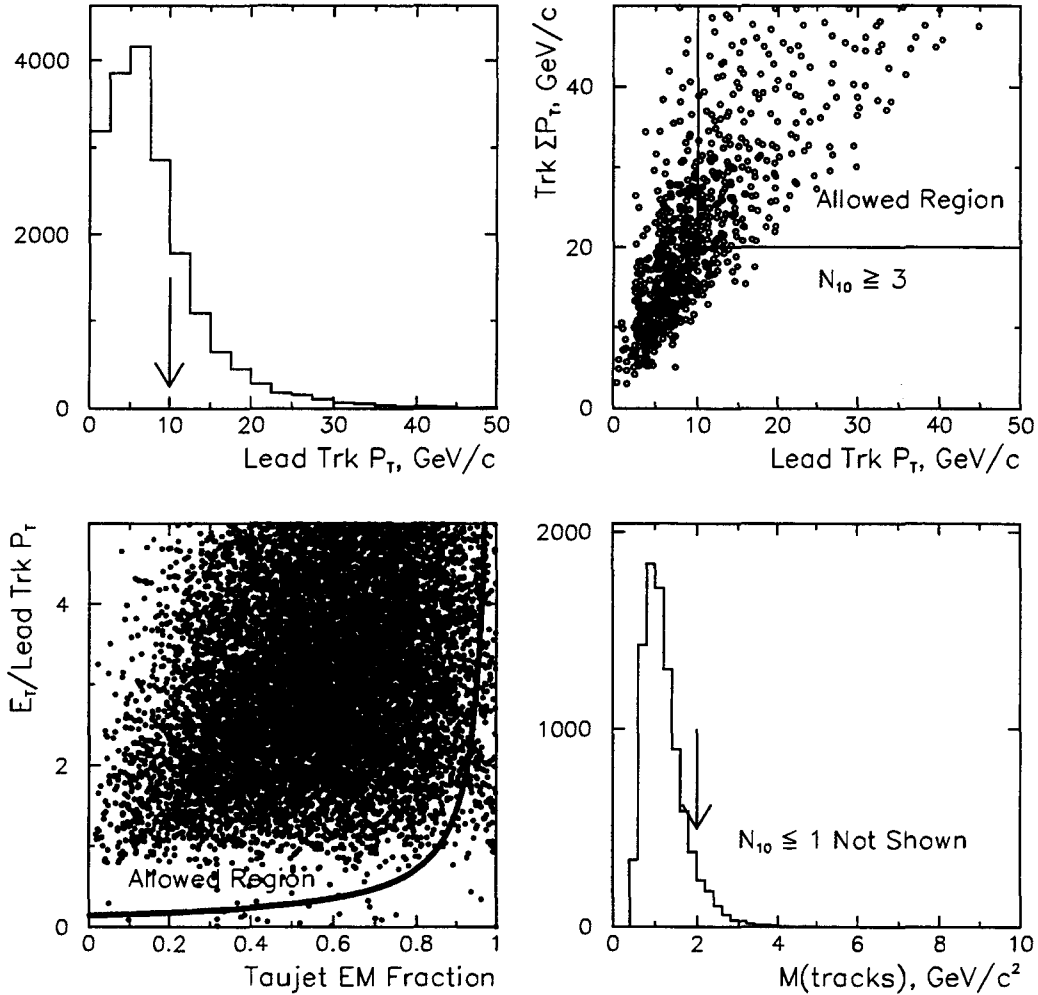 4000
2000
0
0 10 20 30 40 50
Lead Trk P_T, GeV/c
Trk ΣP_T, GeV/c
40
20
0
0 10 20 30 40 50
Lead Trk P_T, GeV/c
Allowed Region
N_10 ≧ 3
E_T/Lead Trk P_T
4
2
0
0 0.2 0.4 0.6 0.8 1
Taujet EM Fraction
Allowed Region
2000
1000
0
0 2 4 6 8 10
M(tracks), GeV/c²
N_10 ≦ 1 Not Shown